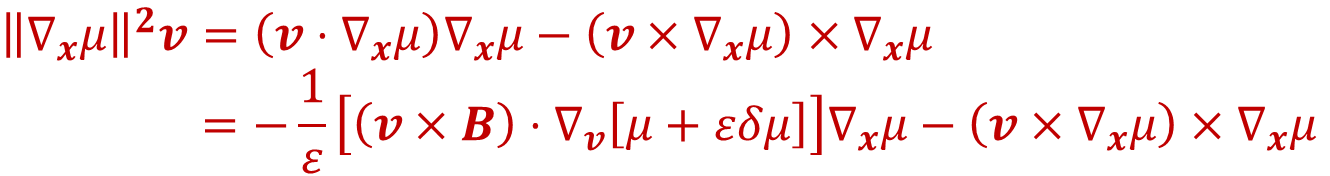 ‖∇ₓμ‖²v = (v · ∇ₓμ)∇ₓμ − (v × ∇ₓμ) × ∇ₓμ
= − 1/ε [(v × B) · ∇ᵥ[μ + εδμ]]∇ₓμ − (v × ∇ₓμ) × ∇ₓμ